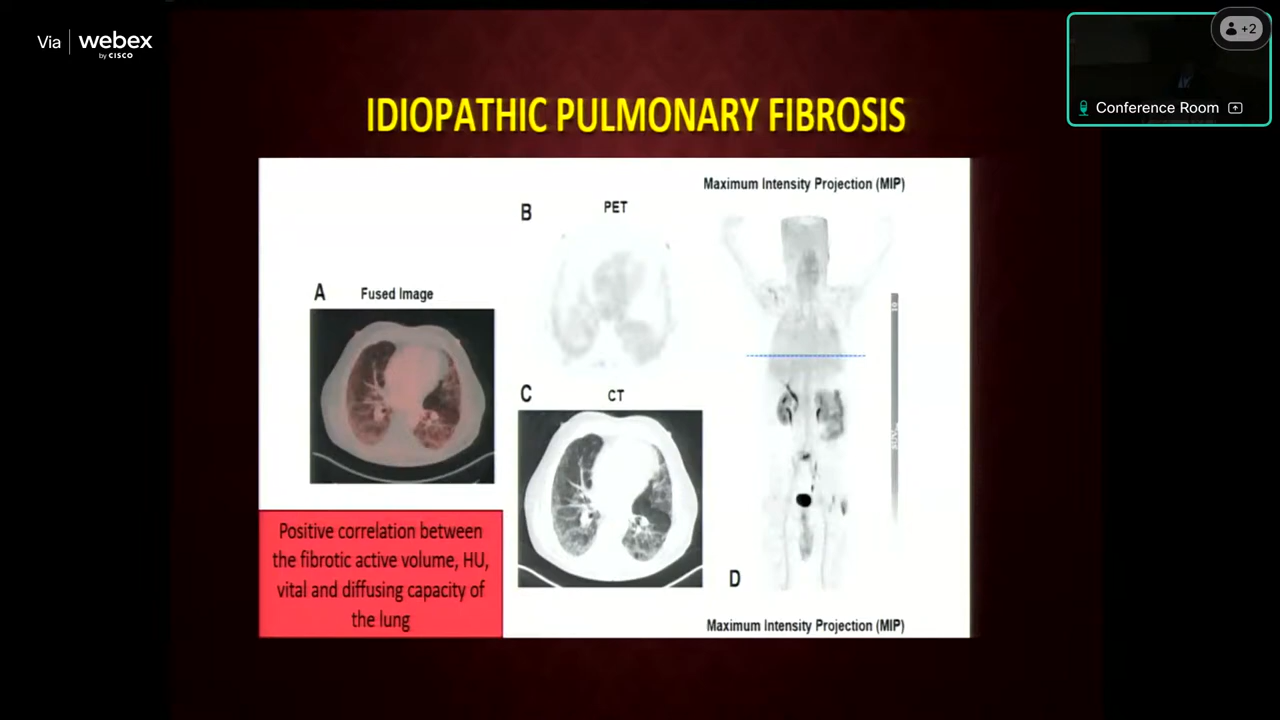 Via webex
by CISCO
+2
Conference Room
IDIOPATHIC PULMONARY FIBROSIS
Maximum Intensity Projection (MIP)
B PET
A Fused Image
C CT
Positive correlation between
the fibrotic active volume, HU,
vital and diffusing capacity of
the lung
D
Maximum Intensity Projection (MIP)